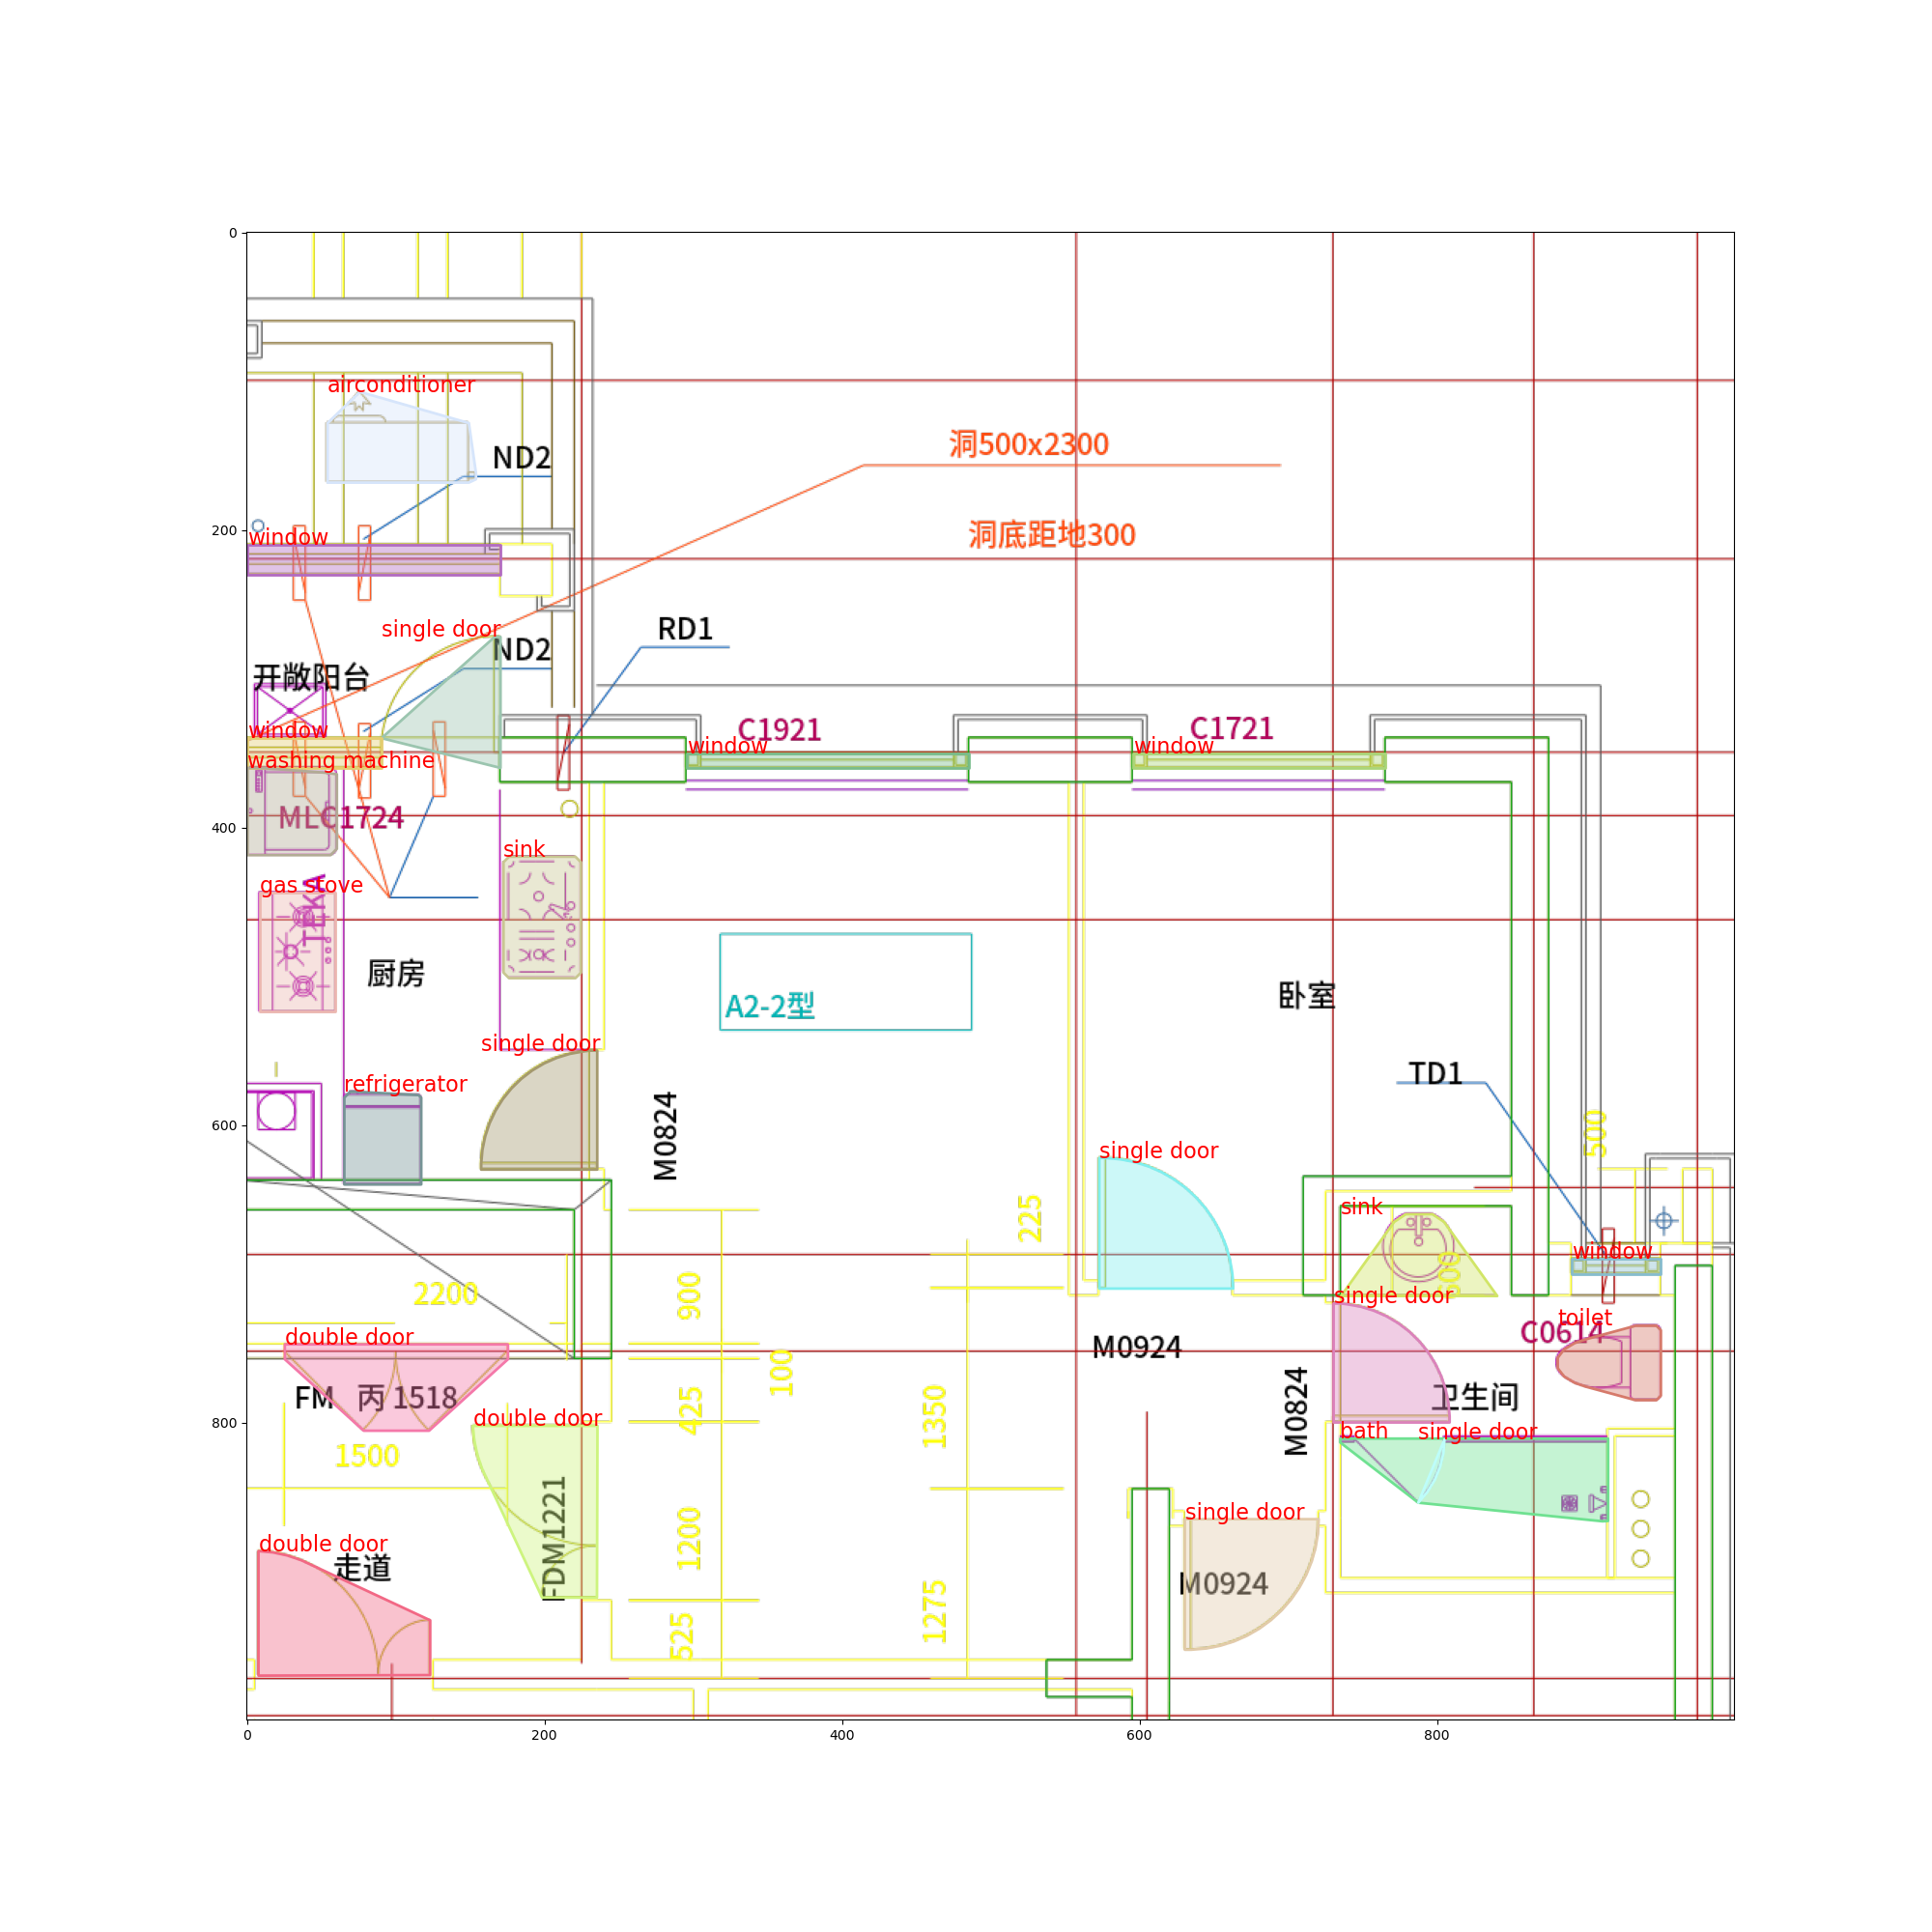 0
airconditioner
ND2
洞500x2300
200
window
洞底距地300
single door
ND2
RD1
开敞阳台
window
C1921
C1721
window
window
washing machine
MLC1724
400
sink
gas stove
TEKA
厨房
A2-2型
卧室
single door
TD1
refrigerator
600
M0824
500
single door
225
sink
window
600
2200
900
single door
double door
toilet
C0614
M0924
100
FM 丙 1518
425
1350
M0824
卫生间
800
double door
bath
single door
1500
FDM1221
1200
single door
double door
走道
M0924
1275
525
0
200
400
600
800